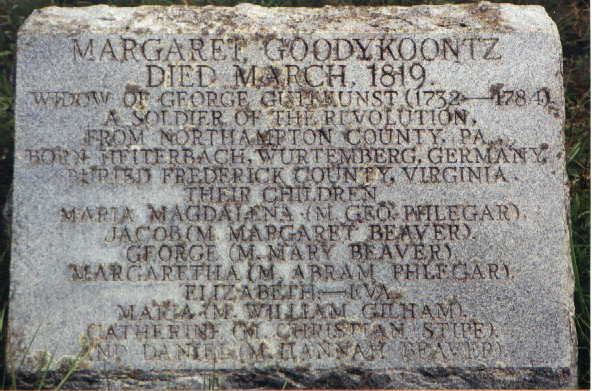 MARGARET GOODYKOONTZ
DIED MARCH, 1819.
WIDOW OF GEORGE GUTEKUNST (1732—1784),
A SOLDIER OF THE REVOLUTION,
FROM NORTHAMPTON COUNTY, PA.,
BORN HEITERBACH, WURTEMBERG, GERMANY,
BURIED FREDERICK COUNTY, VIRGINIA.
THEIR CHILDREN
MARIA MAGDALENA (M. GEO. PHLEGAR),
JACOB (M. MARGARET BEAVER),
GEORGE (M. MARY BEAVER),
MARGARETHA (M. ABRAM PHLEGAR),
ELIZABETH,—EVA,
MARIA (M. WILLIAM GILHAM),
CATHERINE (M. CHRISTIAN STIPE),
AND DANIEL (M. HANNAH BEAVER).